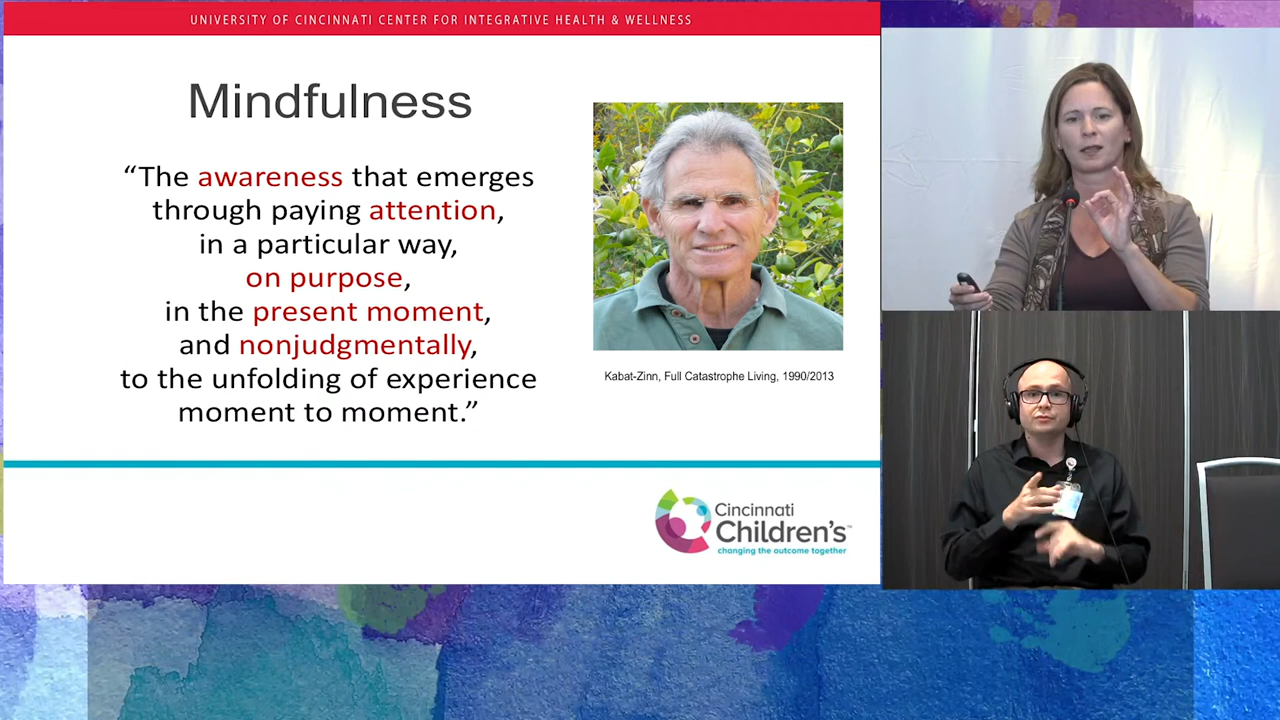 UNIVERSITY OF CINCINNATI CENTER FOR INTEGRATIVE HEALTH & WELLNESS
Mindfulness
“The awareness that emerges
through paying attention,
in a particular way,
on purpose,
in the present moment,
and nonjudgmentally,
to the unfolding of experience
moment to moment.”
Kabat-Zinn, Full Catastrophe Living, 1990/2013
Cincinnati
Children's™
changing the outcome together